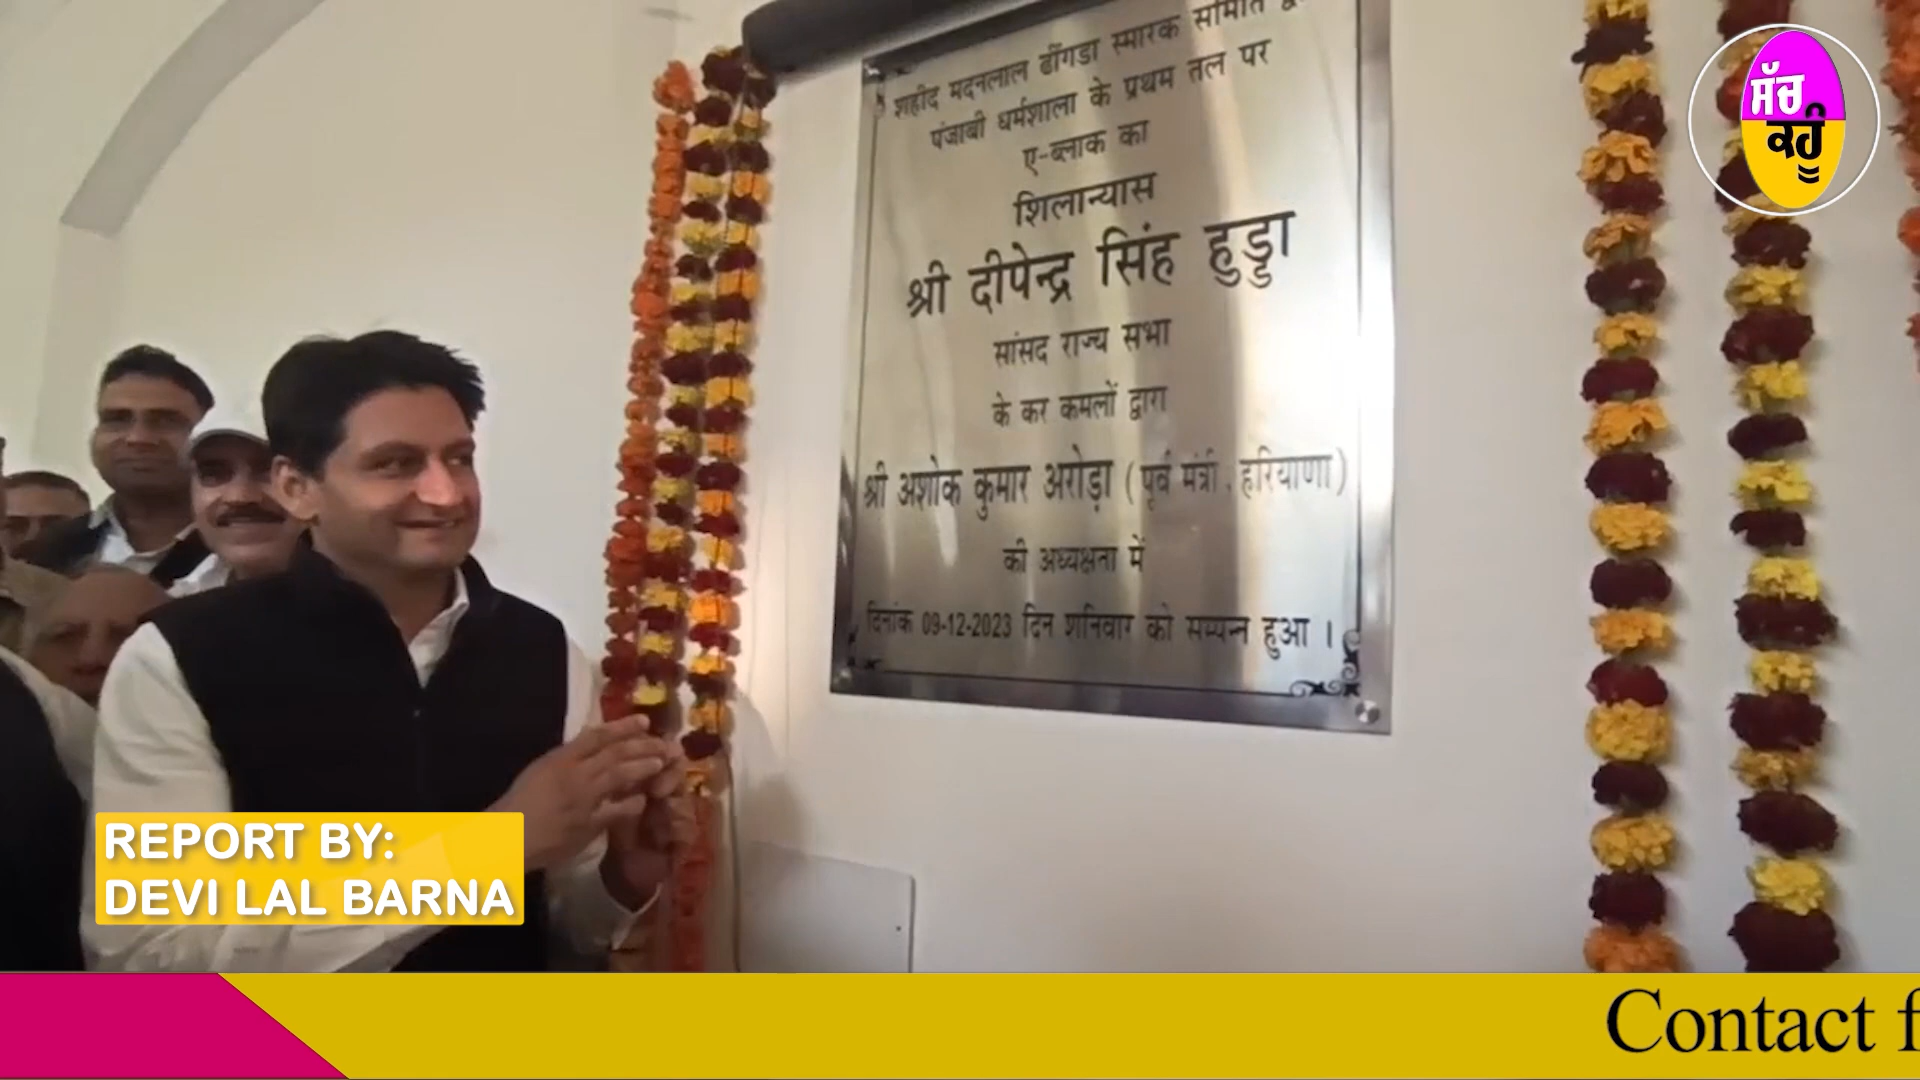 शहीद मदनलाल ढींगडा स्मारक समिति
पंजाबी धर्मशाला के प्रथम तल पर
ए-ब्लाक का
शिलान्यास
श्री दीपेन्द्र सिंह हुड्डा
सांसद राज्य सभा
के कर कमलों द्वारा
श्री अशोक कुमार अरोड़ा (पूर्व मंत्री, हरियाणा)
की अध्यक्षता में
दिनांक 09-12-2023 दिन शनिवार को सम्पन्न हुआ ।
ਸੱਚ
ਕਹੂੰ
REPORT BY:
DEVI LAL BARNA
Contact f